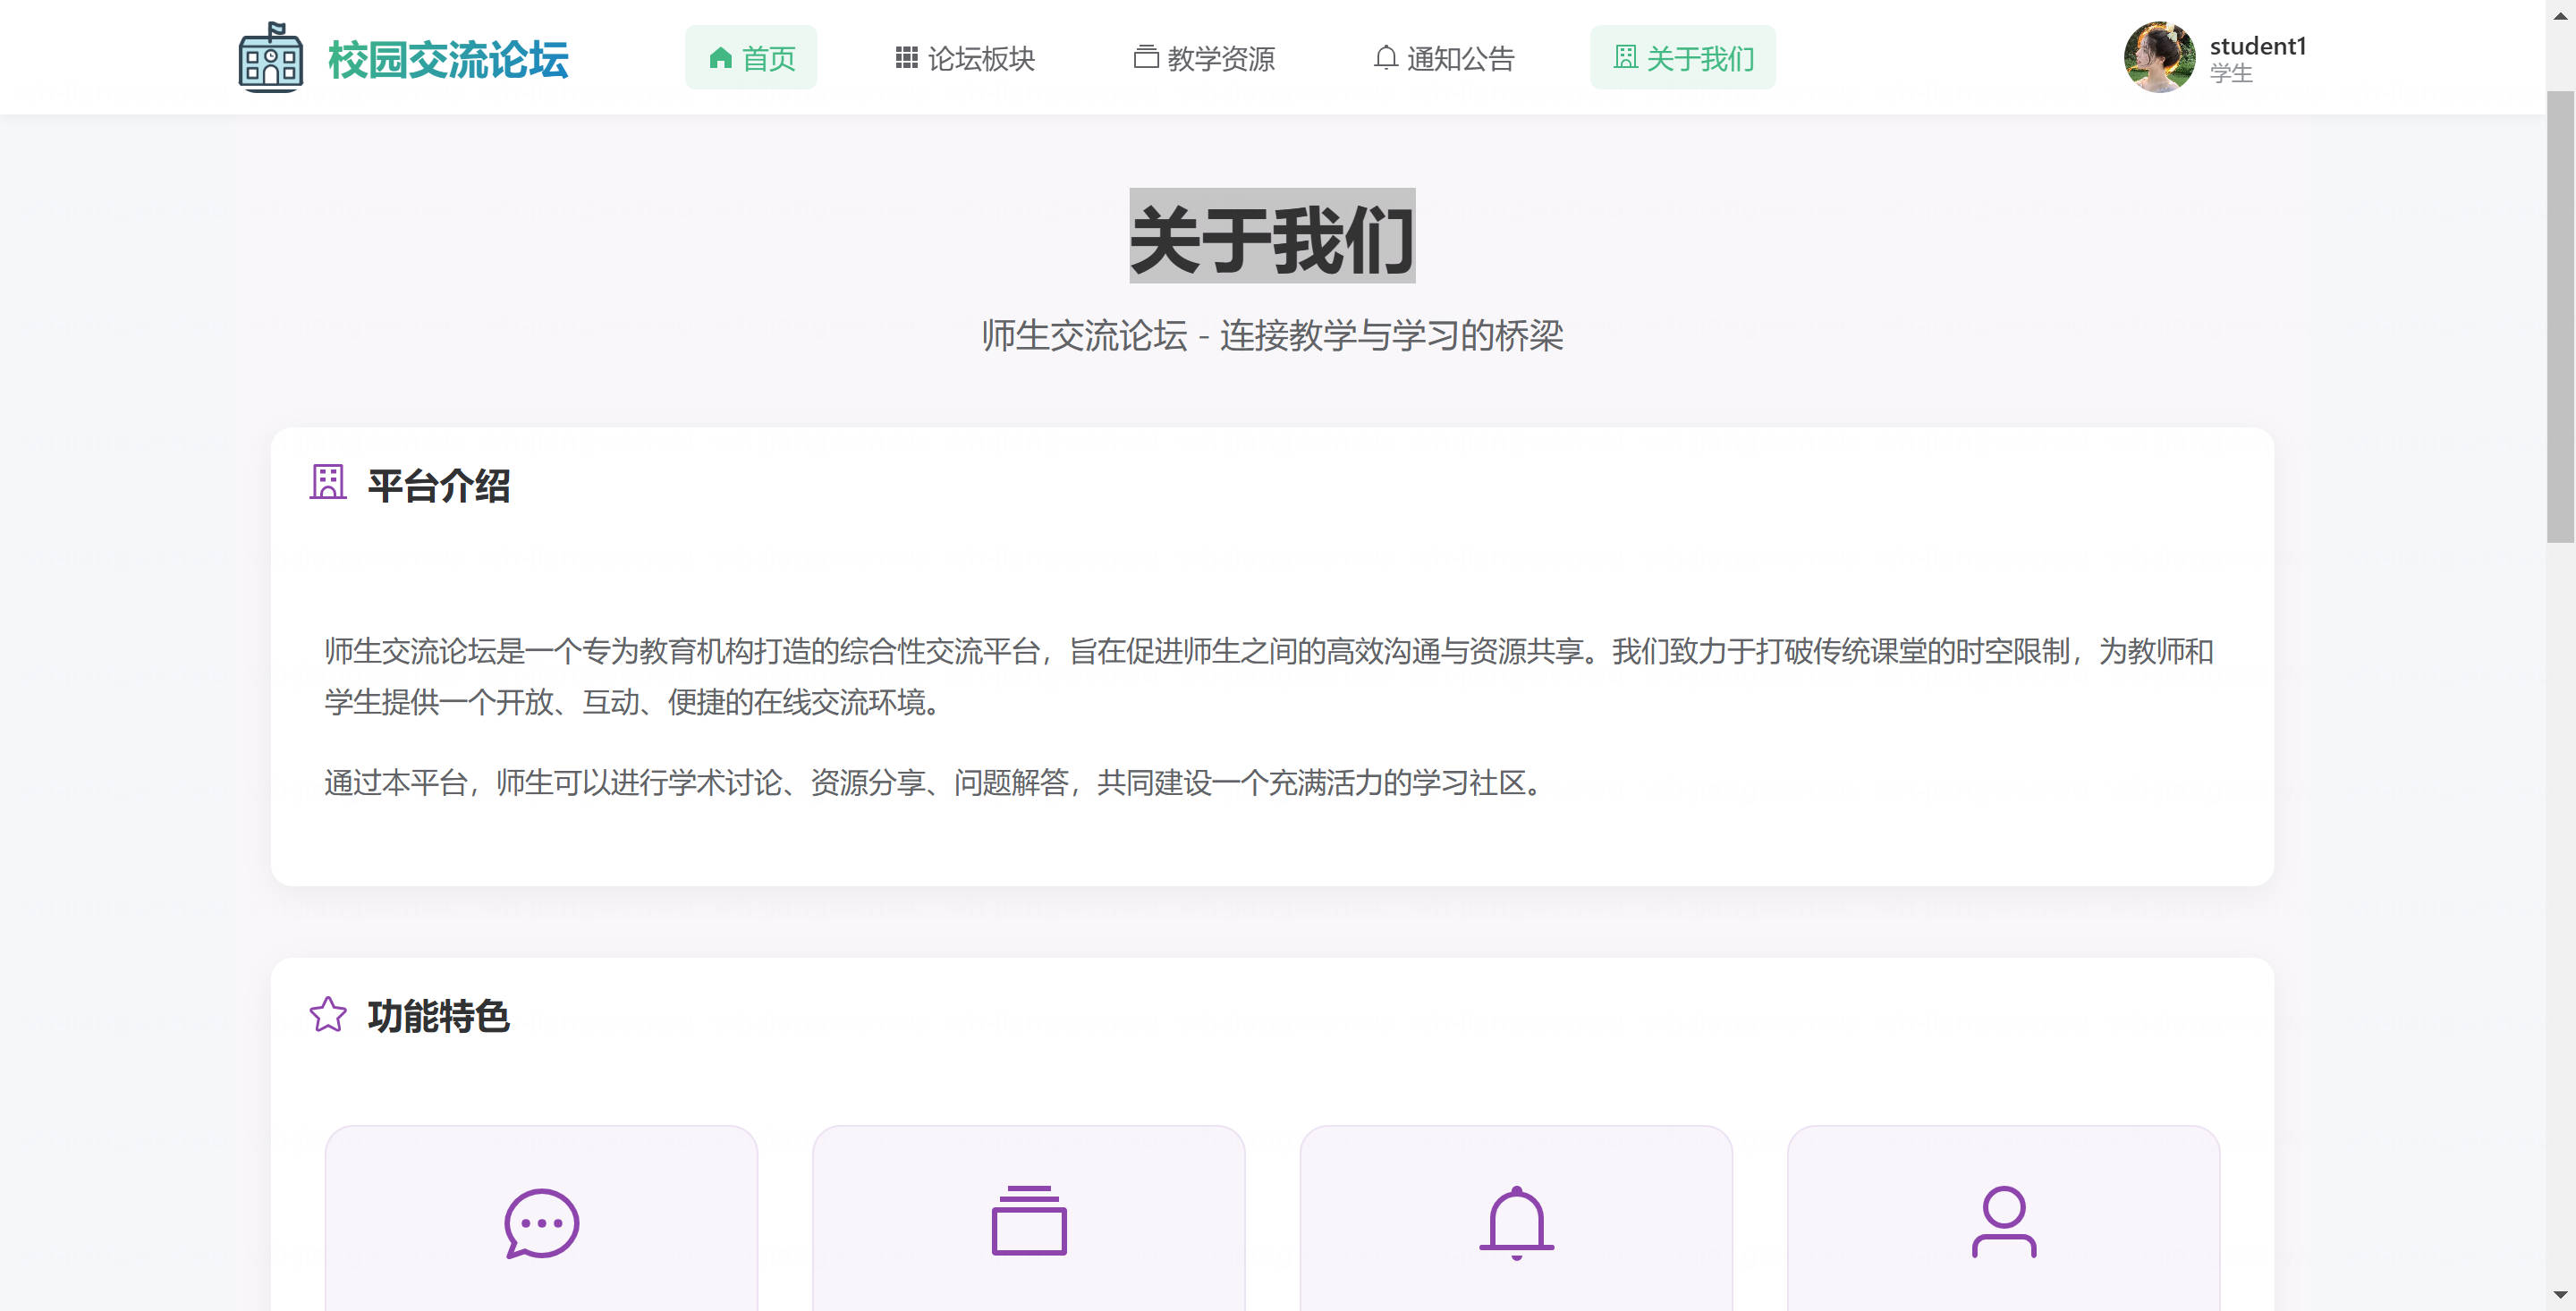 校园交流论坛
首页
论坛板块
教学资源
通知公告
关于我们
student1
学生
关于我们
师生交流论坛 - 连接教学与学习的桥梁
平台介绍
师生交流论坛是一个专为教育机构打造的综合性交流平台，旨在促进师生之间的高效沟通与资源共享。我们致力于打破传统课堂的时空限制，为教师和
学生提供一个开放、互动、便捷的在线交流环境。
通过本平台，师生可以进行学术讨论、资源分享、问题解答，共同建设一个充满活力的学习社区。
功能特色